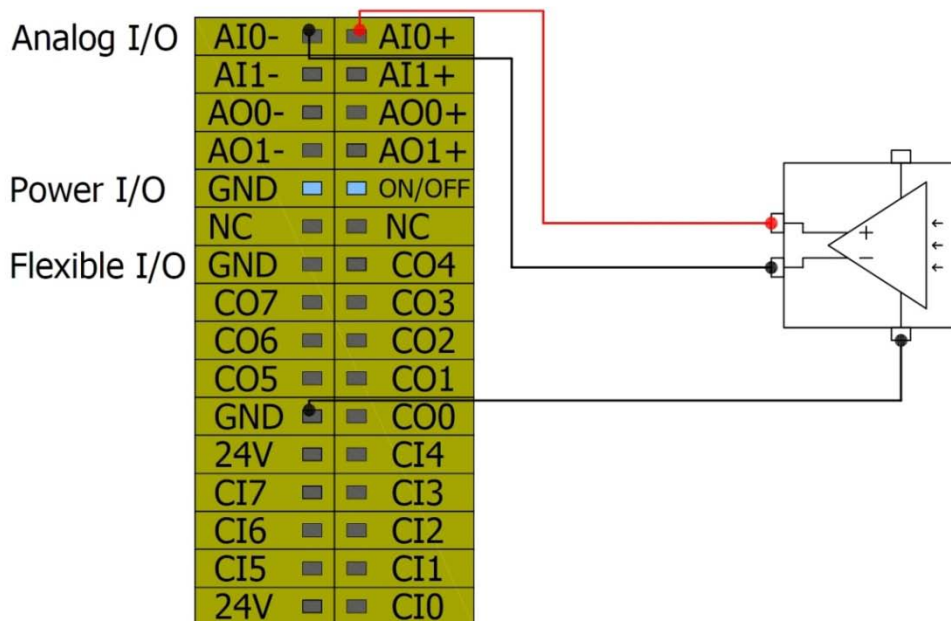 Analog I/O AI0- AI0+
AI1- AI1+
AO0- AO0+
AO1- AO1+
Power I/O GND ON/OFF
NC NC
Flexible I/O GND CO4
CO7 CO3
CO6 CO2
CO5 CO1
GND CO0
24V CI4
CI7 CI3
CI6 CI2
CI5 CI1
24V CI0
+
−